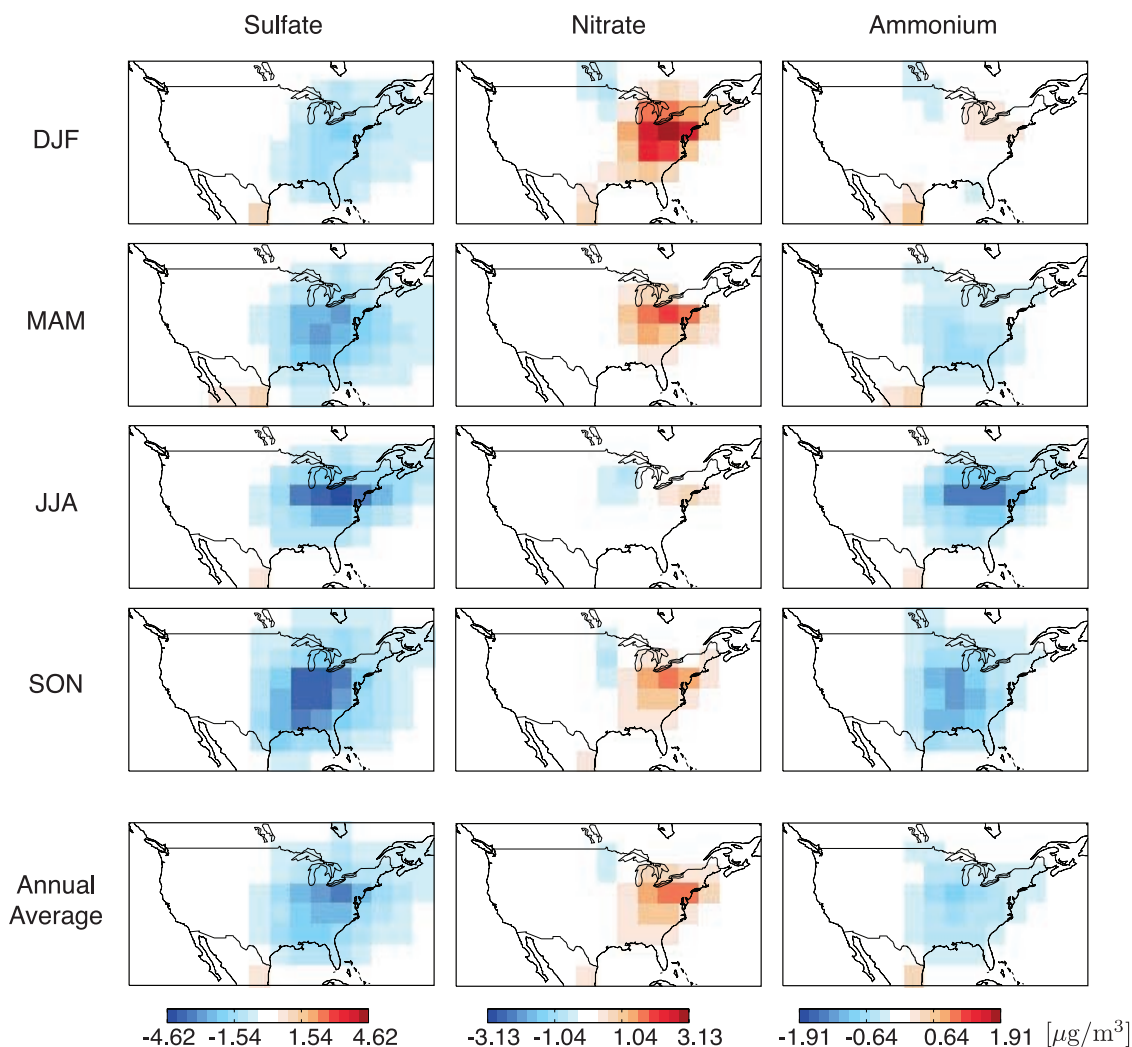 Sulfate Nitrate Ammonium
DJF
MAM
JJA
SON
Annual
Average
-4.62 -1.54 1.54 4.62 -3.13 -1.04 1.04 3.13 -1.91 -0.64 0.64 1.91 [μg/m³]